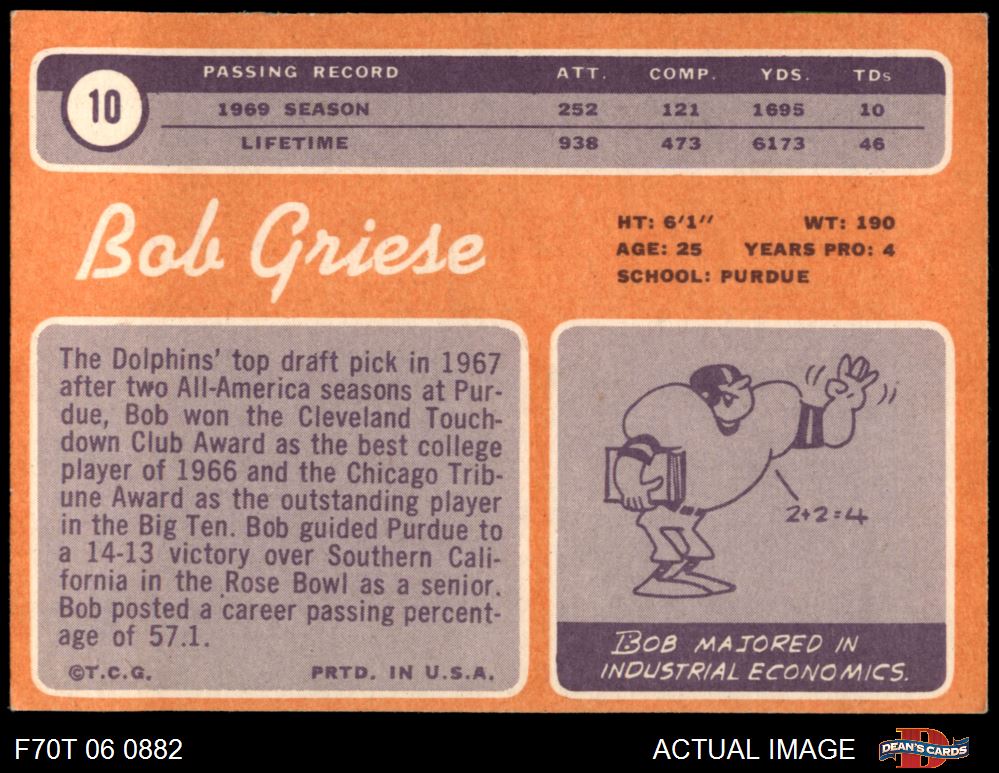 10
PASSING RECORD ATT. COMP. YDS. TDs
1969 SEASON 252 121 1695 10
LIFETIME 938 473 6173 46
Bob Griese
HT: 6'1" WT: 190
AGE: 25 YEARS PRO: 4
SCHOOL: PURDUE
The Dolphins' top draft pick in 1967
after two All-America seasons at Pur-
due, Bob won the Cleveland Touch-
down Club Award as the best college
player of 1966 and the Chicago Trib-
une Award as the outstanding player
in the Big Ten. Bob guided Purdue to
a 14-13 victory over Southern Cali-
fornia in the Rose Bowl as a senior.
Bob posted a career passing percent-
age of 57.1.
©T.C.G. PRTD. IN U.S.A.
2+2=4
BOB MAJORED IN
INDUSTRIAL ECONOMICS.
F70T 06 0882 ACTUAL IMAGE
D
DEAN'S CARDS